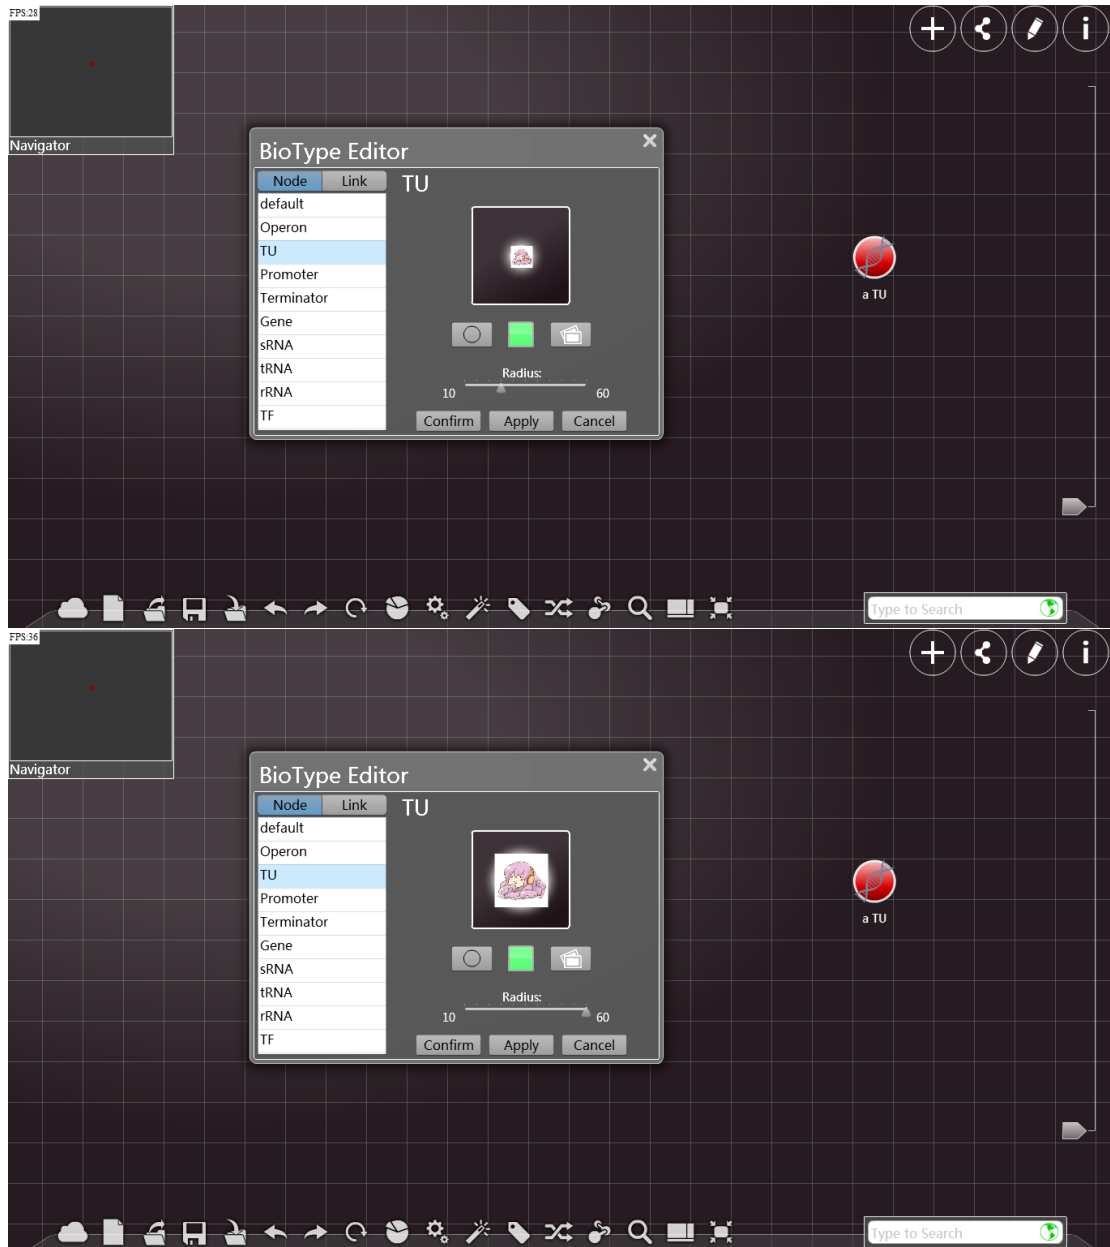 FPS:28
Navigator
BioType Editor
Node Link
TU
default
Operon
TU
Promoter
Terminator
Gene
sRNA
tRNA
rRNA
TF
Radius:
10 60
Confirm Apply Cancel
a TU
Type to Search
FPS:36
Navigator
BioType Editor
Node Link
TU
default
Operon
TU
Promoter
Terminator
Gene
sRNA
tRNA
rRNA
TF
Radius:
10 60
Confirm Apply Cancel
a TU
Type to Search